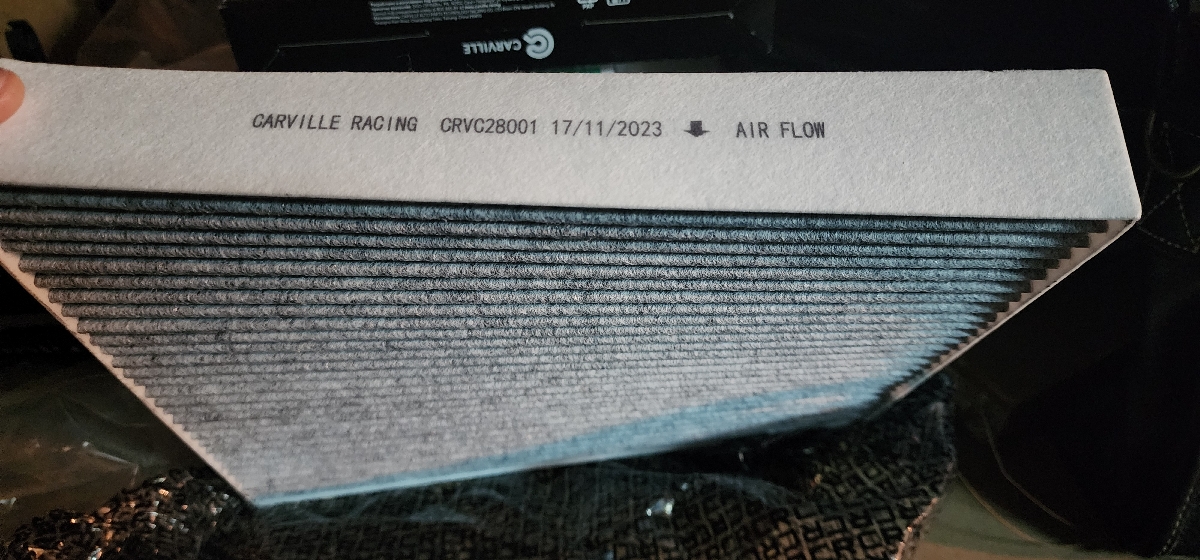 CARVILLE
CARVILLE RACING CRVC28001 17/11/2023 AIR FLOW